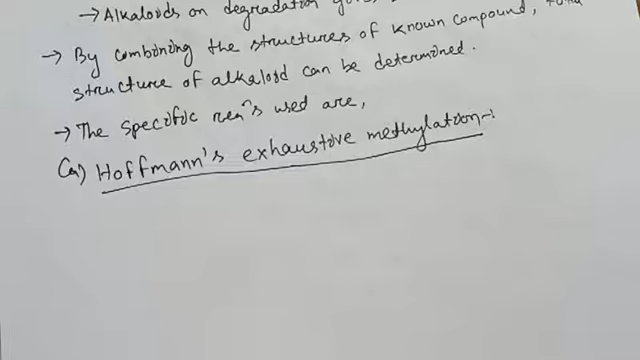 → Alkaloids on degradation
→ By combining the structures of known compound,
structure of alkaloid can be determined.
→ The specific rxn's used are,
(a) Hoffmann's exhaustive methylation:-